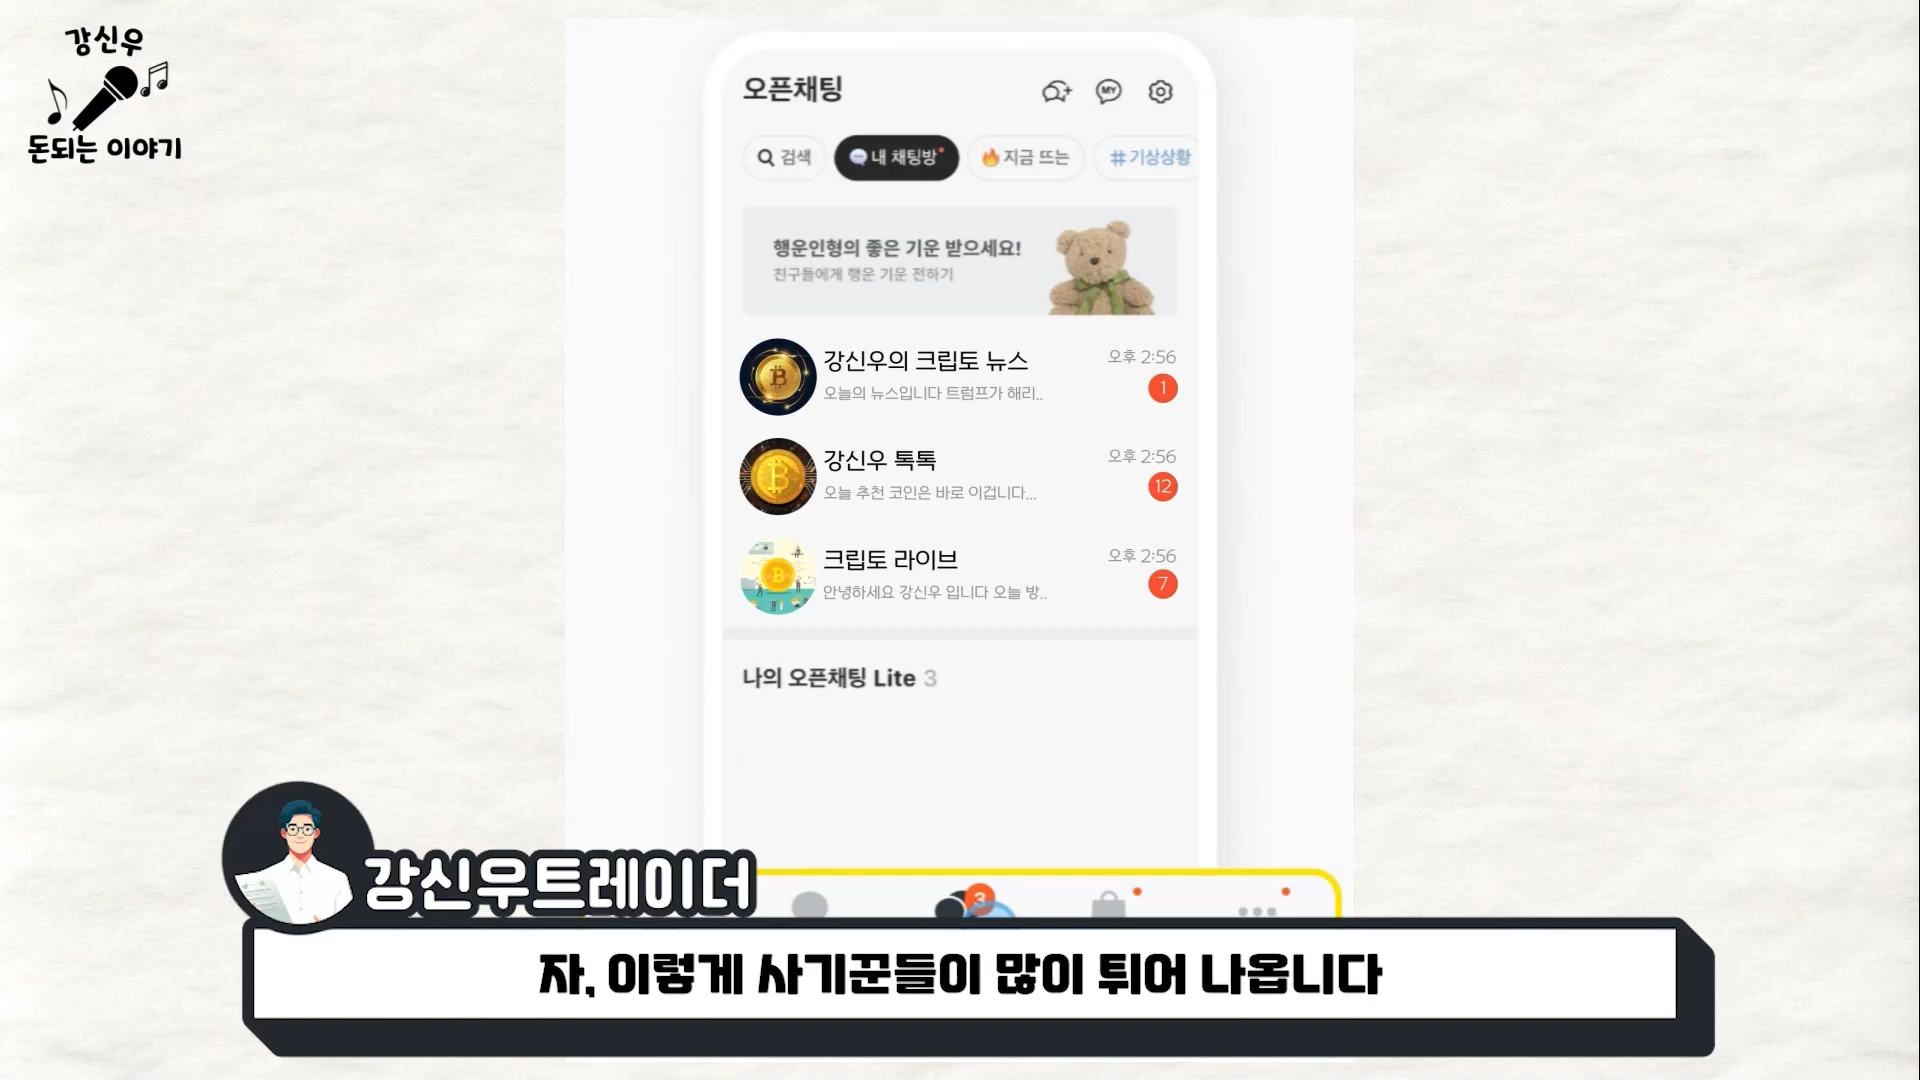 강신우
돈되는 이야기
오픈채팅
MY
검색
내 채팅방
지금 뜨는
#기상상황
행운인형의 좋은 기운 받으세요!
친구들에게 행운 기운 전하기
강신우의 크립토 뉴스
오후 2:56
오늘의 뉴스입니다 트럼프가 해리..
1
강신우 톡톡
오후 2:56
오늘 추천 코인은 바로 이겁니다...
12
크립토 라이브
오후 2:56
안녕하세요 강신우 입니다 오늘 방..
7
나의 오픈채팅 Lite 3
3
강신우트레이더
자, 이렇게 사기꾼들이 많이 튀어 나옵니다